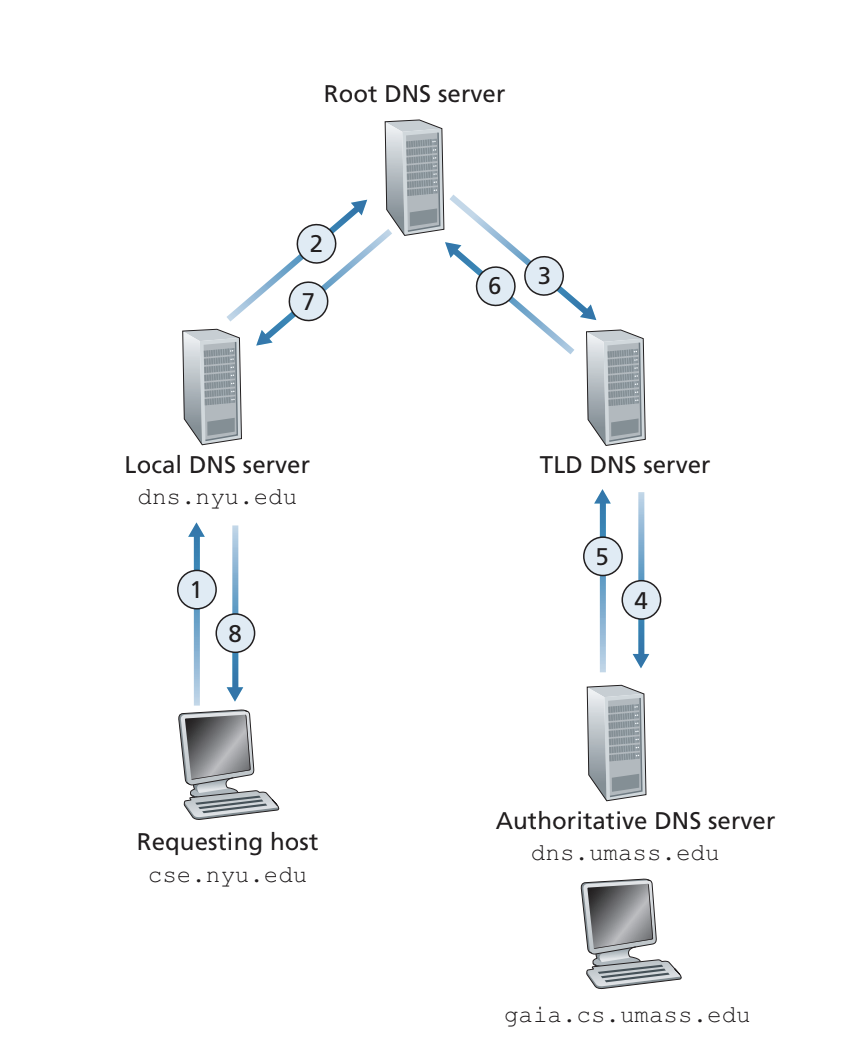 Root DNS server
2
3
7
6
Local DNS server
dns.nyu.edu
TLD DNS server
1
8
5
4
Requesting host
cse.nyu.edu
Authoritative DNS server
dns.umass.edu
gaia.cs.umass.edu